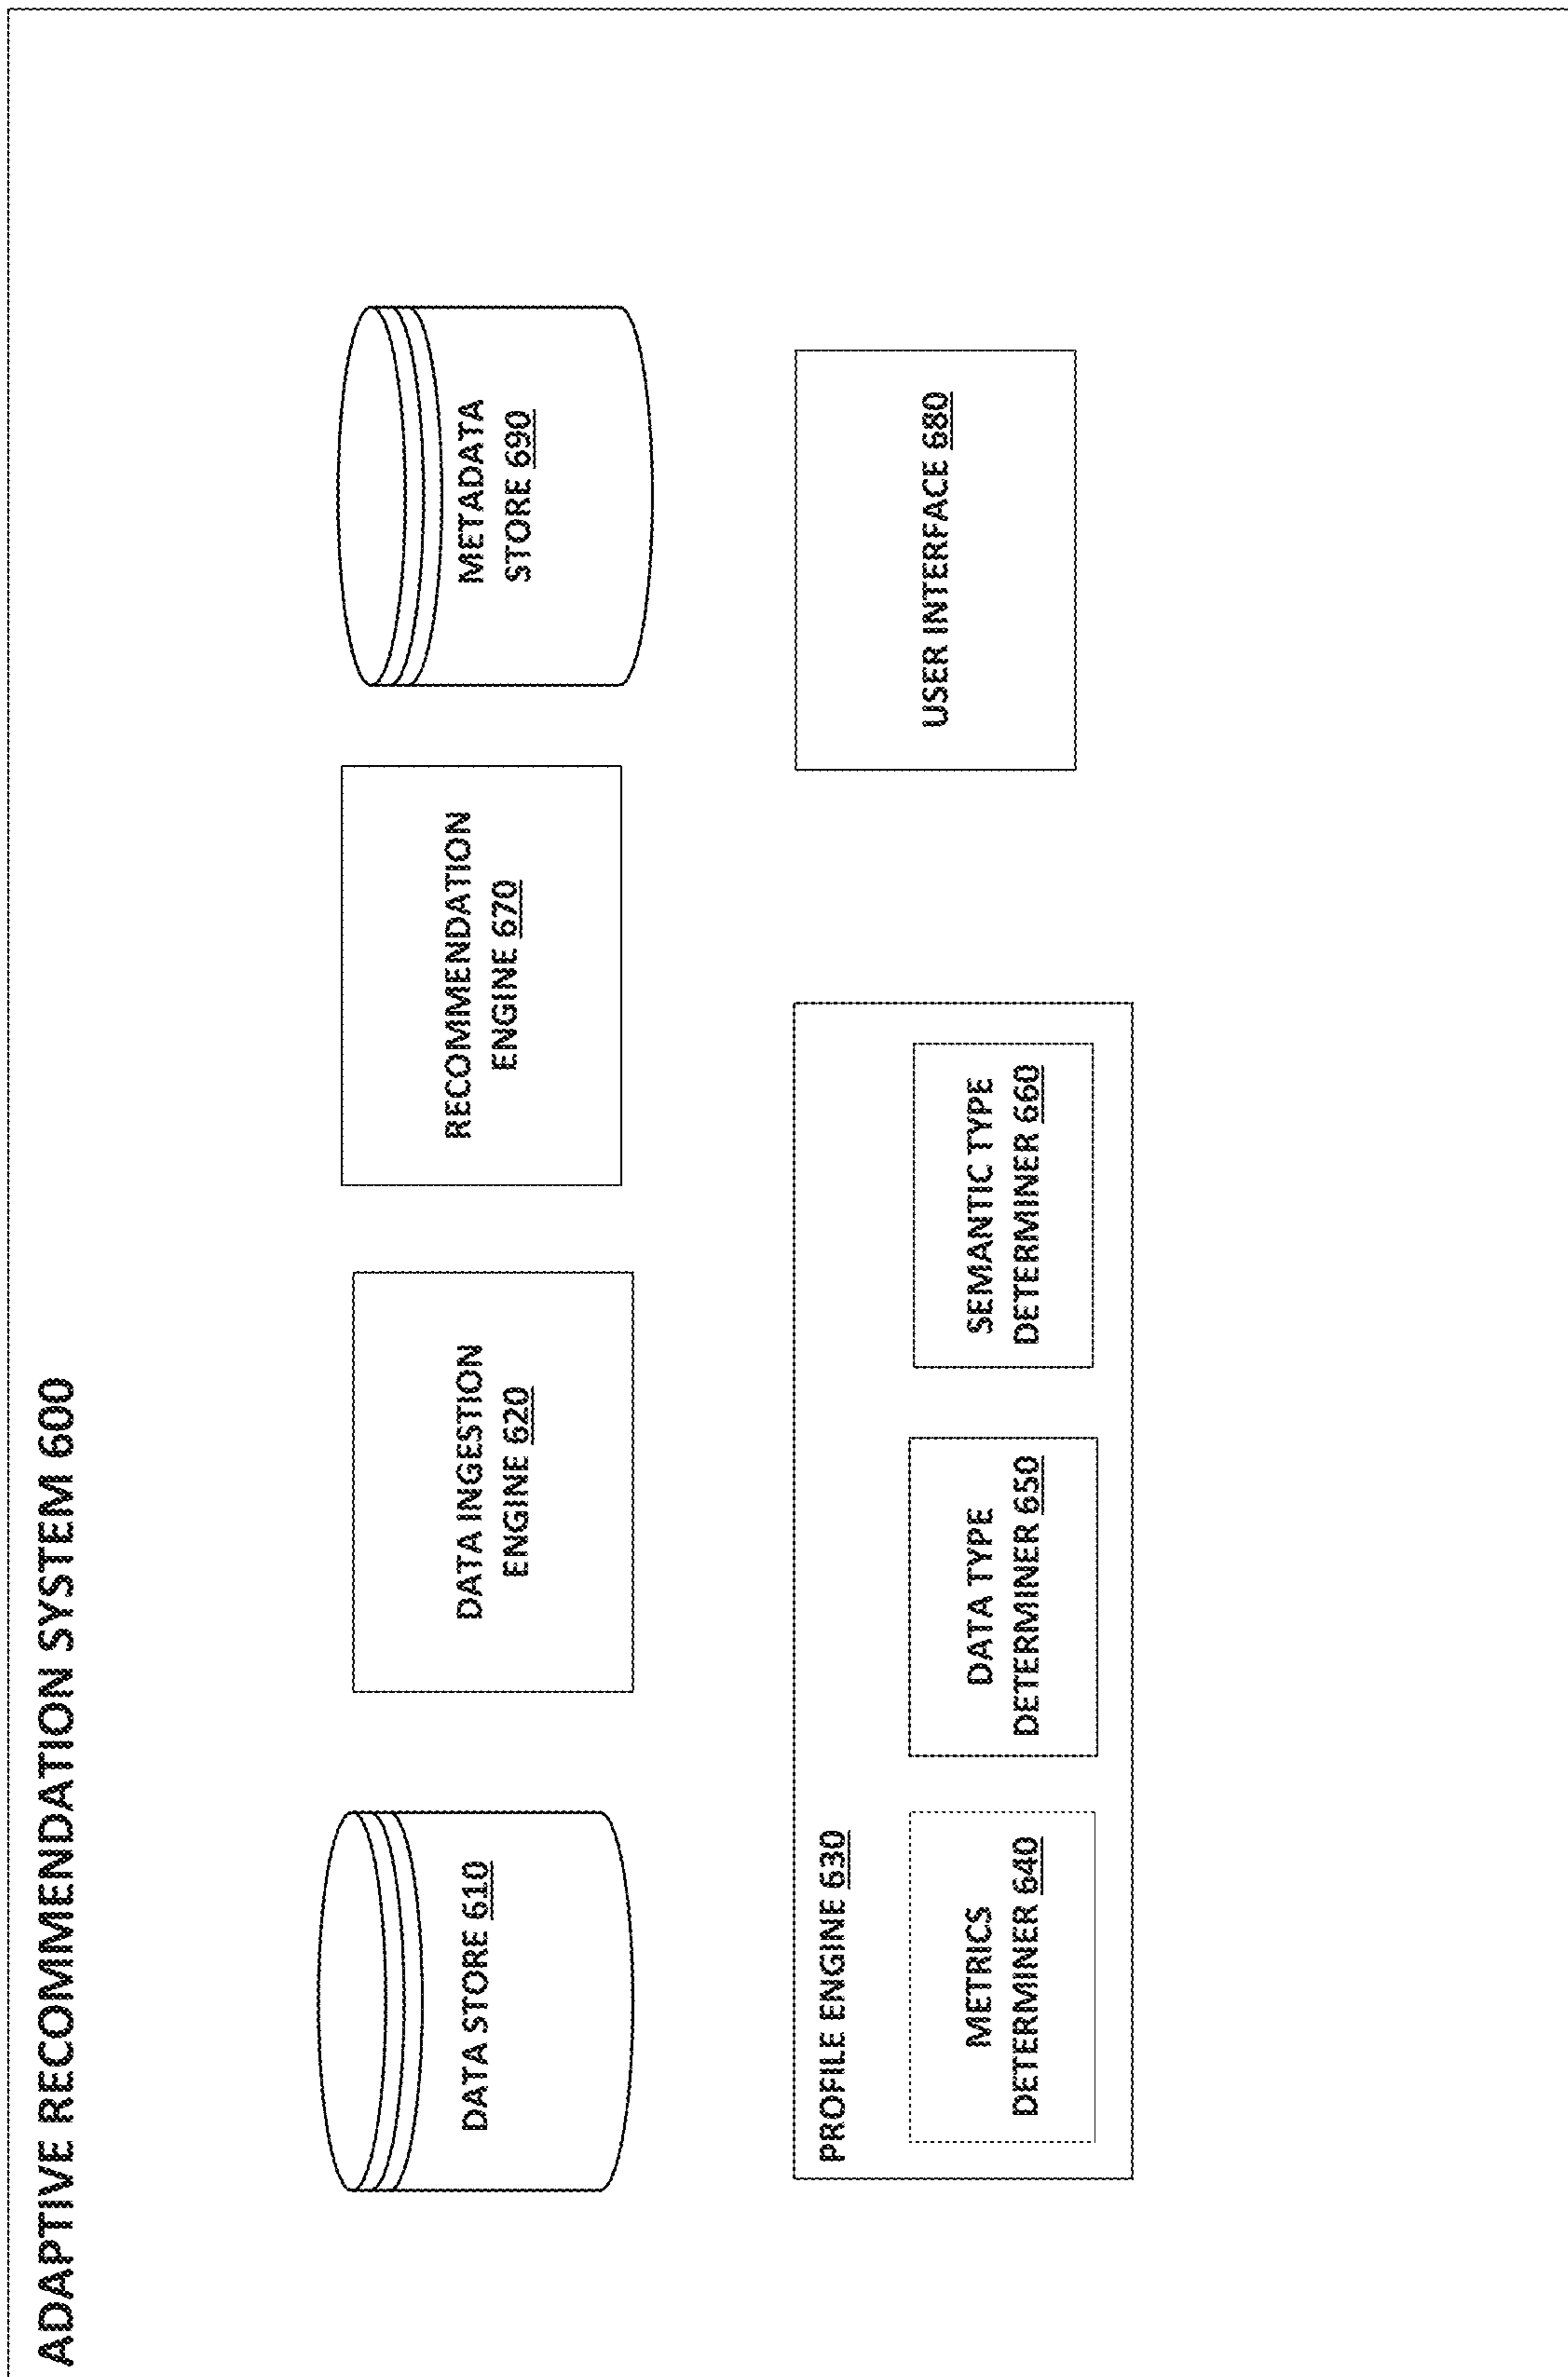 ADAPTIVE RECOMMENDATION SYSTEM 600
DATA STORE 610
DATA INGESTION
ENGINE 620
RECOMMENDATION
ENGINE 670
METADATA
STORE 690
PROFILE ENGINE 630
METRICS
DETERMINER 640
DATA TYPE
DETERMINER 650
SEMANTIC TYPE
DETERMINER 660
USER INTERFACE 680